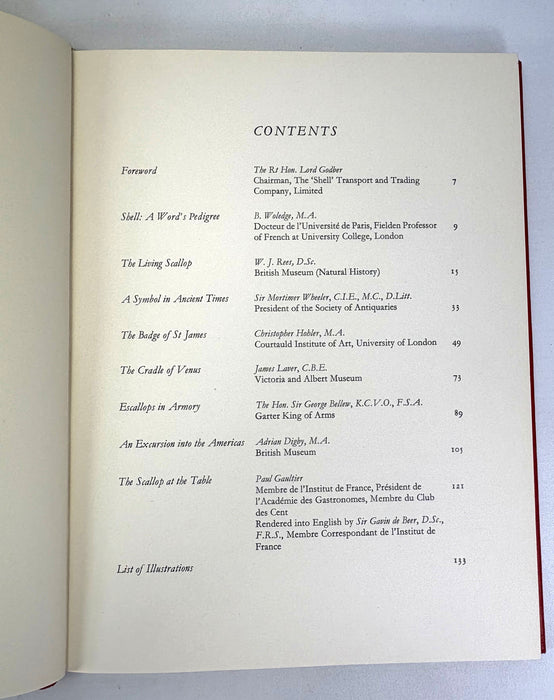 CONTENTS
Foreword The Rt Hon. Lord Godber
Chairman, The ‘Shell’ Transport and Trading
Company, Limited 7
Shell: A Word's Pedigree B. Woledge, M.A.
Docteur de l'Université de Paris, Fielden Professor
of French at University College, London 9
The Living Scallop W. J. Rees, D.Sc.
British Museum (Natural History) 15
A Symbol in Ancient Times Sir Mortimer Wheeler, C.I.E., M.C., D.Litt.
President of the Society of Antiquaries 33
The Badge of St James Christopher Hohler, M.A.
Courtauld Institute of Art, University of London 49
The Cradle of Venus James Laver, C.B.E.
Victoria and Albert Museum 73
Escallops in Armory The Hon. Sir George Bellew, K.C.V.O., F.S.A.
Garter King of Arms 89
An Excursion into the Americas Adrian Digby, M.A.
British Museum 105
The Scallop at the Table Paul Gaultier
Membre de l'Institut de France, Président de 121
l'Académie des Gastronomes, Membre du Club
des Cent
Rendered into English by Sir Gavin de Beer, D.Sc.,
F.R.S., Membre Correspondant de l'Institut de
France
List of Illustrations 133